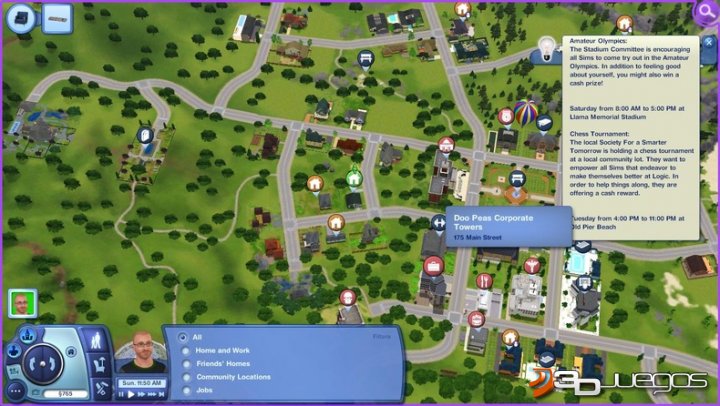 Amateur Olympics:
The Stadium Committee is encouraging
all Sims to come try out in the Amateur
Olympics. In addition to feeling good
about yourself, you might also win a
cash prize!
Saturday from 8:00 AM to 5:00 PM at
Llama Memorial Stadium
Chess Tournament:
The local Society For a Smarter
Tomorrow is holding a chess tournament
at a local community lot. They want to
empower all Sims that endeavor to
make themselves better at Logic. In
order to help things along, they are
offering a cash reward.
Tuesday from 4:00 PM to 11:00 PM at
Old Pier Beach
Doo Peas Corporate
Towers
175 Main Street
All
Filters
Home and Work
Friends' Homes
Community Locations
Jobs
Sun. 11:50 AM
§765
3DJuegos